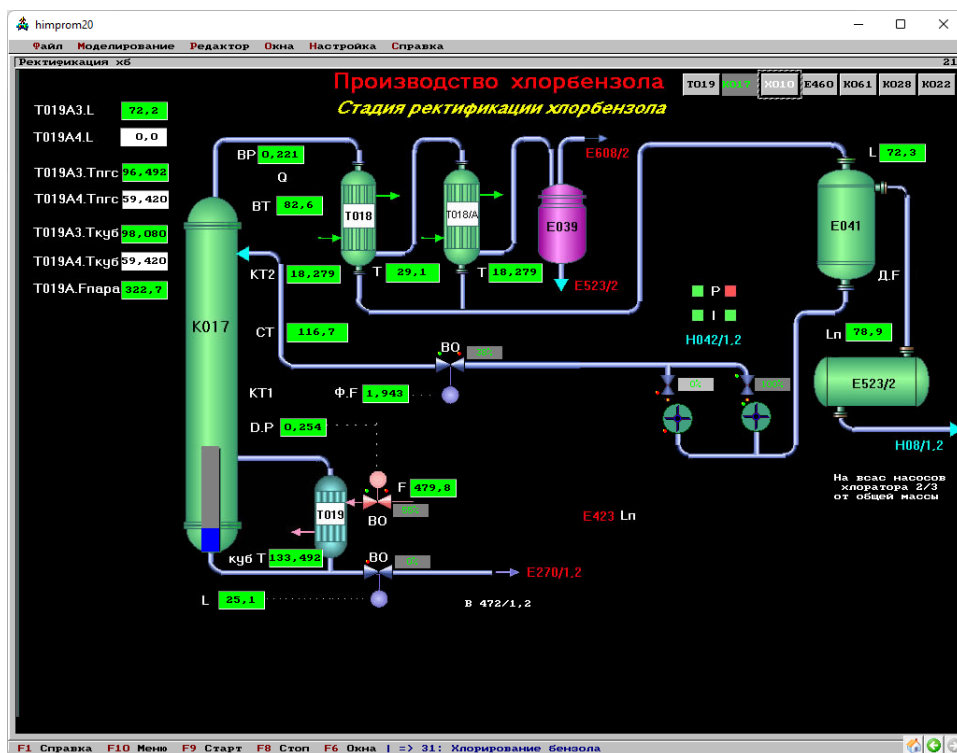 himprom20
Файл Моделирование Редактор Окна Настройка Справка
Ректификация хб 21
Производство хлорбензола
T019 K017 X010 E460 K061 K028 K022
Стадия ректификации хлорбензола
T019A3.L 72,2
T019A4.L 0,0
T019A3.Tпгс 96,492
T019A4.Tпгс 59,420
T019A3.Tкуб 98,080
T019A4.Tкуб 59,420
T019A.Fпара 322,7
ВР 0,221
Q
ВТ 82,6
T018
T018/A
E608/2
E039
L 72,3
E041
КТ2 18,279
T 29,1
T 18,279
E523/2
Д.F
P
I
K017
СТ 116,7
H042/1,2
Lп 78,9
ВО
E523/2
0%
100%
КТ1
Ф.F 1,943
D.P 0,254
H08/1,2
F 479,8
На всас насосов
хлоратора 2/3
от общей массы
T019
ВО
E423 Lп
куб T 133,492
ВО
0%
E270/1,2
L 25,1
В 472/1,2
F1 Справка F10 Меню F9 Старт F8 Стоп F6 Окна | => 31: Хлорирование бензола